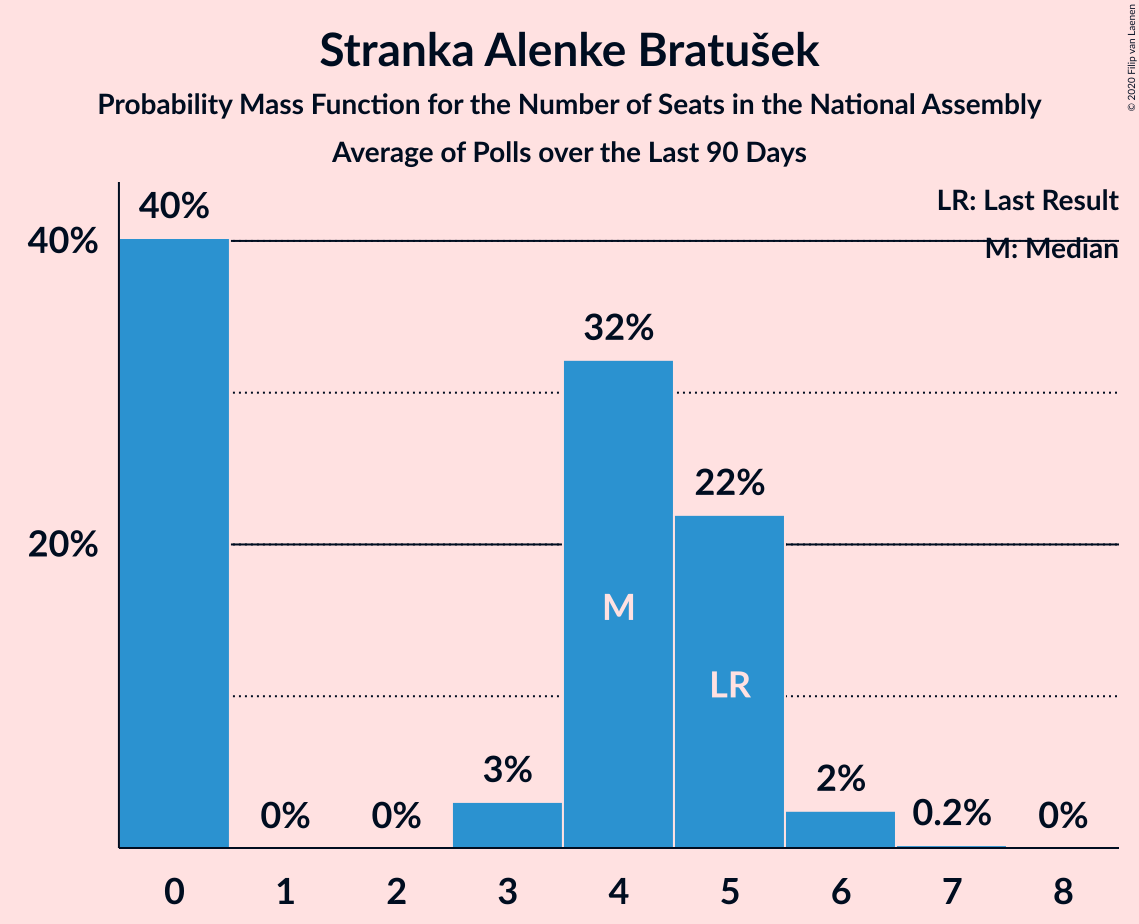 Stranka Alenke Bratušek
Probability Mass Function for the Number of Seats in the National Assembly
Average of Polls over the Last 90 Days
© 2020 Filip van Laenen
LR: Last Result
M: Median
40%
20%
40%
0%
0%
3%
32%
22%
2%
0.2%
0%
M
LR
0 1 2 3 4 5 6 7 8